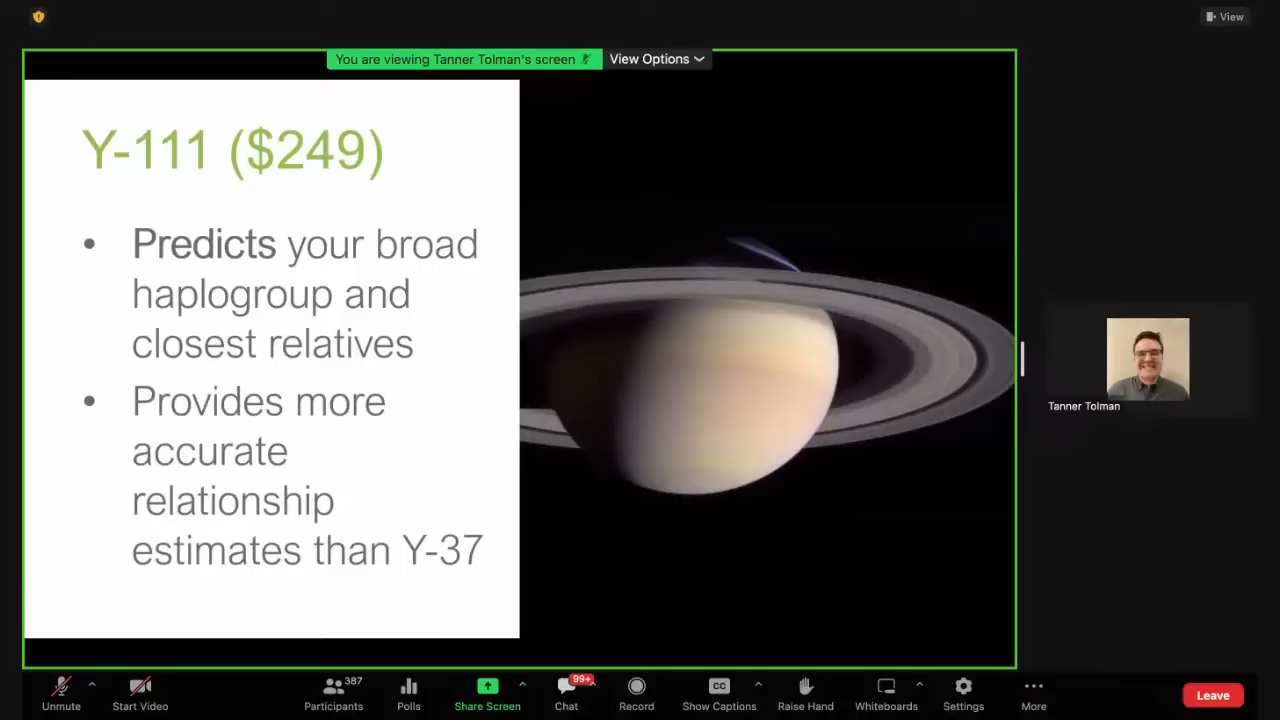 View
You are viewing Tanner Tolman's screen
View Options
Y-111 ($249)
• Predicts your broad
haplogroup and
closest relatives
• Provides more
accurate
relationship
estimates than Y-37
Tanner Tolman
387
99+
CC
Unmute
Start Video
Participants
Polls
Share Screen
Chat
Record
Show Captions
Raise Hand
Whiteboards
Settings
More
Leave